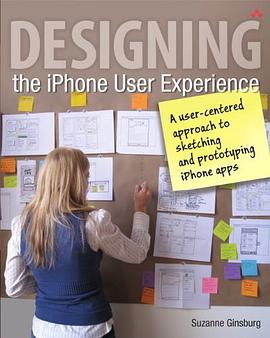 DESIGNING
the iPhone User Experience
A user-centered
approach to
sketching
and prototyping
iPhone apps
Suzanne Ginsburg